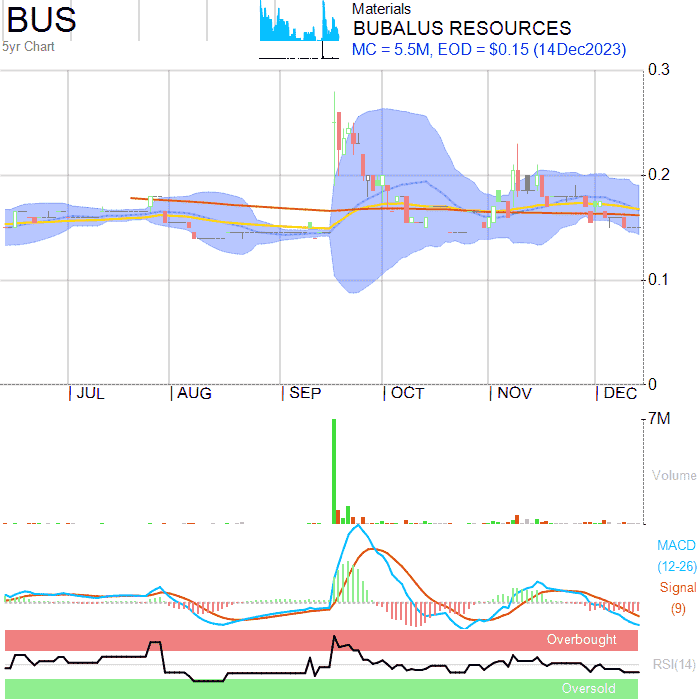 BUS
5yr Chart
Materials
BUBALUS RESOURCES
MC = 5.5M, EOD = $0.15 (14Dec2023)
0.3
0.2
0.1
0
JUL
AUG
SEP
OCT
NOV
DEC
7M
Volume
MACD
(12-26)
Signal
(9)
Overbought
RSI(14)
Oversold